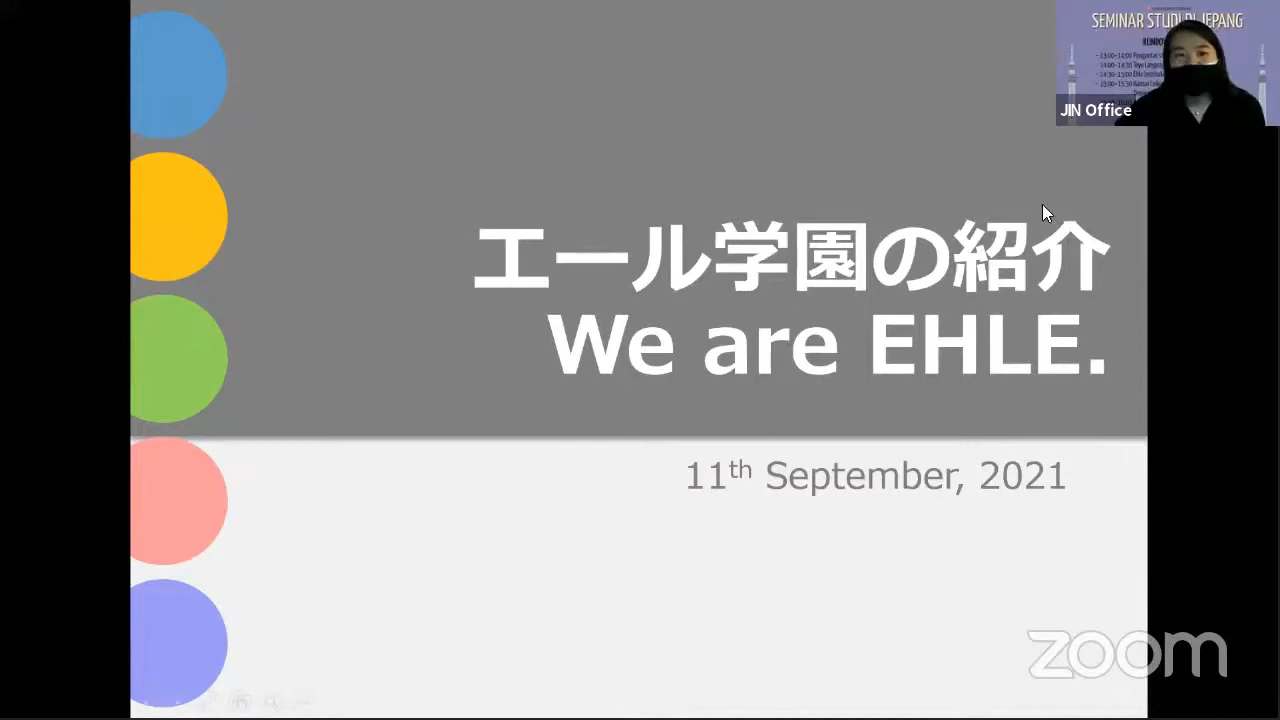 エール学園の紹介
We are EHLE.
11th September, 2021
SEMINAR STUDI DI JEPANG
JIN Office
zoom